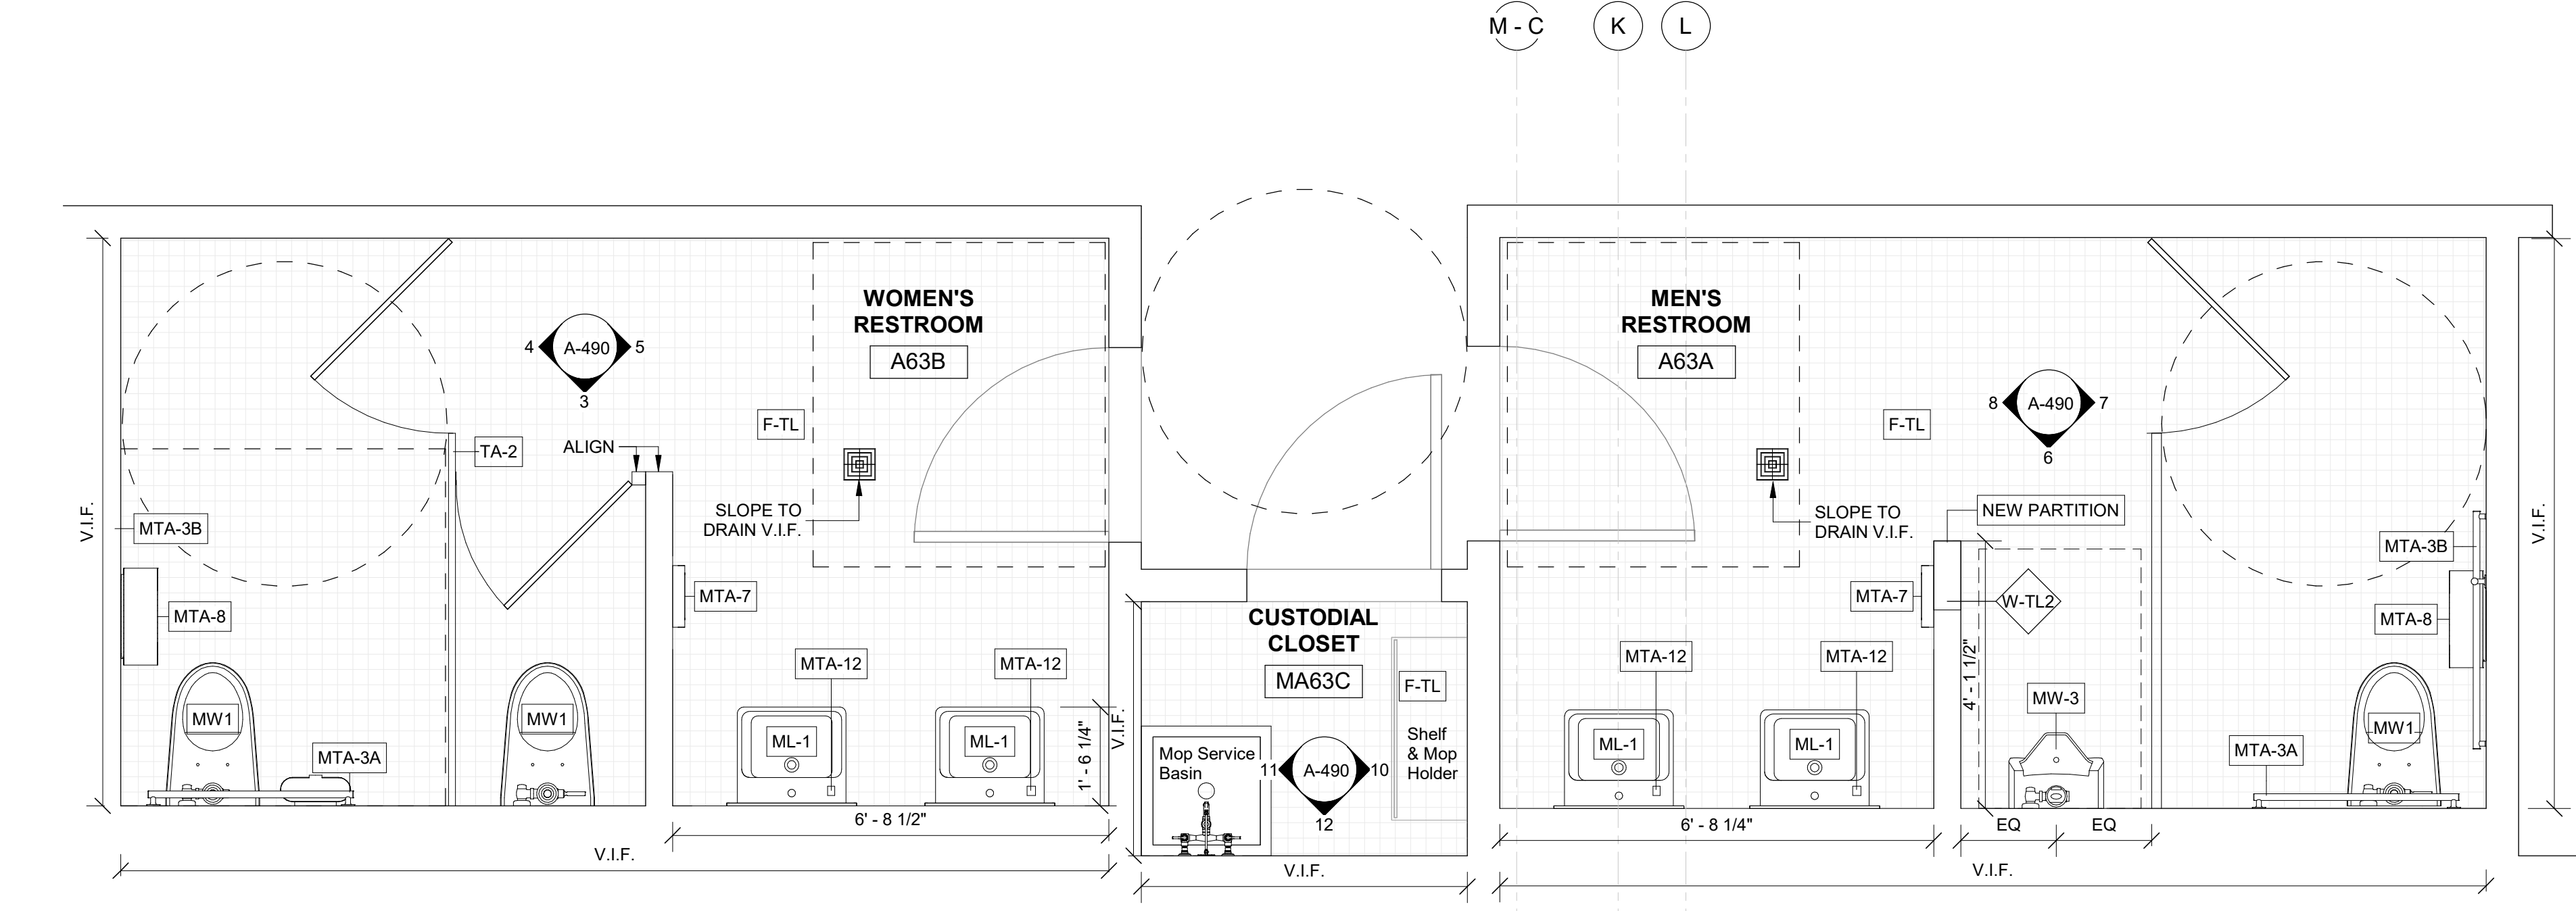 M - C
K
L
WOMEN'S
RESTROOM
A63B
4
A-490
5
3
F-TL
TA-2
ALIGN
SLOPE TO
DRAIN V.I.F.
V.I.F.
MTA-3B
MTA-8
MTA-7
MW1
MTA-3A
MW1
MTA-12
MTA-12
ML-1
ML-1
1' - 6 1/4"
6' - 8 1/2"
V.I.F.
V.I.F.
CUSTODIAL
CLOSET
MA63C
F-TL
Shelf
& Mop
Holder
Mop Service
Basin
11
A-490
10
12
V.I.F.
MEN'S
RESTROOM
A63A
8
A-490
7
6
F-TL
SLOPE TO
DRAIN V.I.F.
NEW PARTITION
MTA-7
W-TL2
MTA-12
MTA-12
ML-1
ML-1
4' - 1 1/2"
MW-3
MTA-3B
MTA-8
MW1
MTA-3A
V.I.F.
6' - 8 1/4"
EQ
EQ
V.I.F.